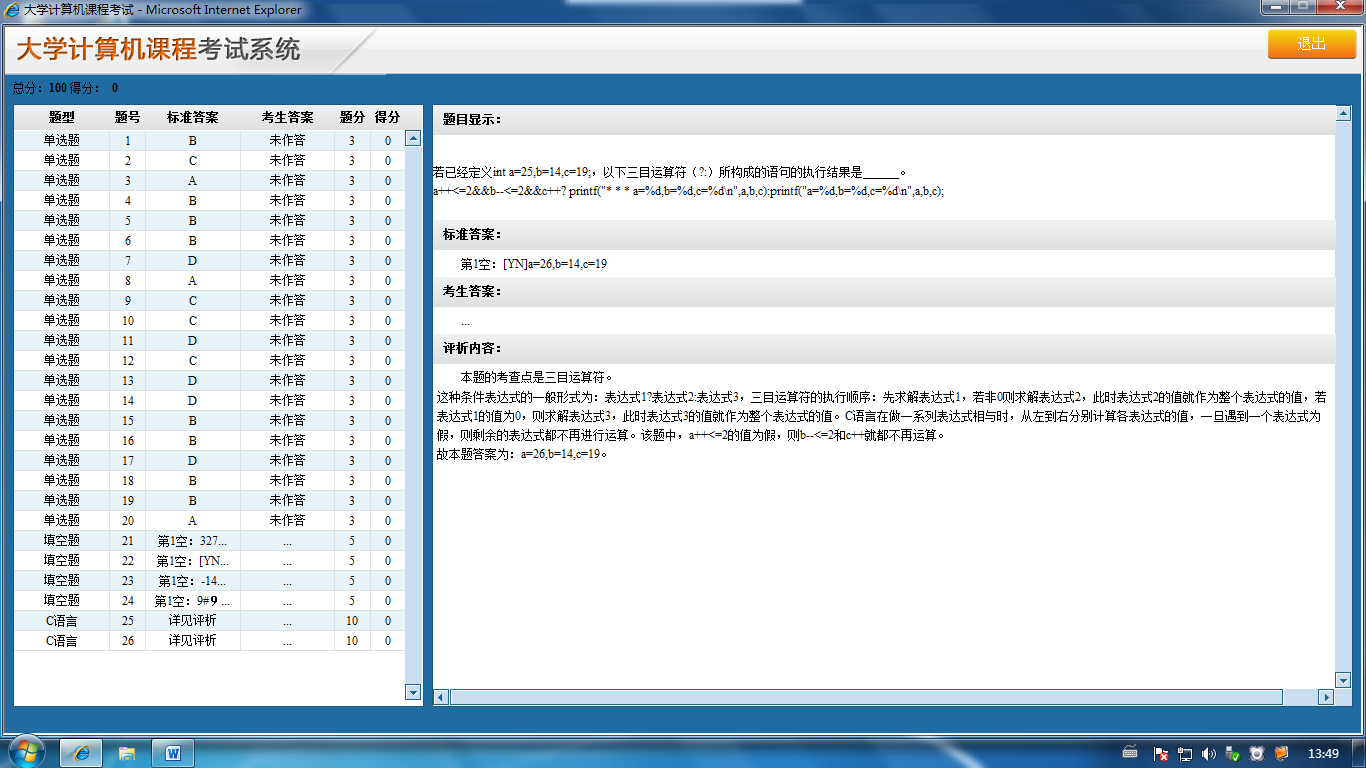 大学计算机课程考试 - Microsoft Internet Explorer
大学计算机课程考试系统
退出
总分：100 得分： 0
题型 题号 标准答案 考生答案 题分 得分
单选题 1 B 未作答 3 0
单选题 2 C 未作答 3 0
单选题 3 A 未作答 3 0
单选题 4 B 未作答 3 0
单选题 5 B 未作答 3 0
单选题 6 B 未作答 3 0
单选题 7 D 未作答 3 0
单选题 8 A 未作答 3 0
单选题 9 C 未作答 3 0
单选题 10 C 未作答 3 0
单选题 11 D 未作答 3 0
单选题 12 C 未作答 3 0
单选题 13 D 未作答 3 0
单选题 14 D 未作答 3 0
单选题 15 B 未作答 3 0
单选题 16 B 未作答 3 0
单选题 17 D 未作答 3 0
单选题 18 B 未作答 3 0
单选题 19 B 未作答 3 0
单选题 20 A 未作答 3 0
填空题 21 第1空：327... ... 5 0
填空题 22 第1空：[YN... ... 5 0
填空题 23 第1空：-14... ... 5 0
填空题 24 第1空：9#9 ... ... 5 0
C语言 25 详见评析 ... 10 0
C语言 26 详见评析 ... 10 0
题目显示：
若已经定义int a=25,b=14,c=19;，以下三目运算符（?:）所构成的语句的执行结果是______。
a++<=2&&b--<=2&&c++? printf("* * * a=%d,b=%d,c=%d\n",a,b,c):printf("a=%d,b=%d,c=%d\n",a,b,c);
标准答案：
第1空：[YN]a=26,b=14,c=19
考生答案：
...
评析内容：
本题的考查点是三目运算符。
这种条件表达式的一般形式为：表达式1?表达式2:表达式3，三目运算符的执行顺序：先求解表达式1，若非0则求解表达式2，此时表达式2的值就作为整个表达式的值，若
表达式1的值为0，则求解表达式3，此时表达式3的值就作为整个表达式的值。C语言在做一系列表达式相与时，从左到右分别计算各表达式的值，一旦遇到一个表达式为
假，则剩余的表达式都不再进行运算。该题中，a++<=2的值为假，则b--<=2和c++就都不再运算。
故本题答案为：a=26,b=14,c=19。
13:49